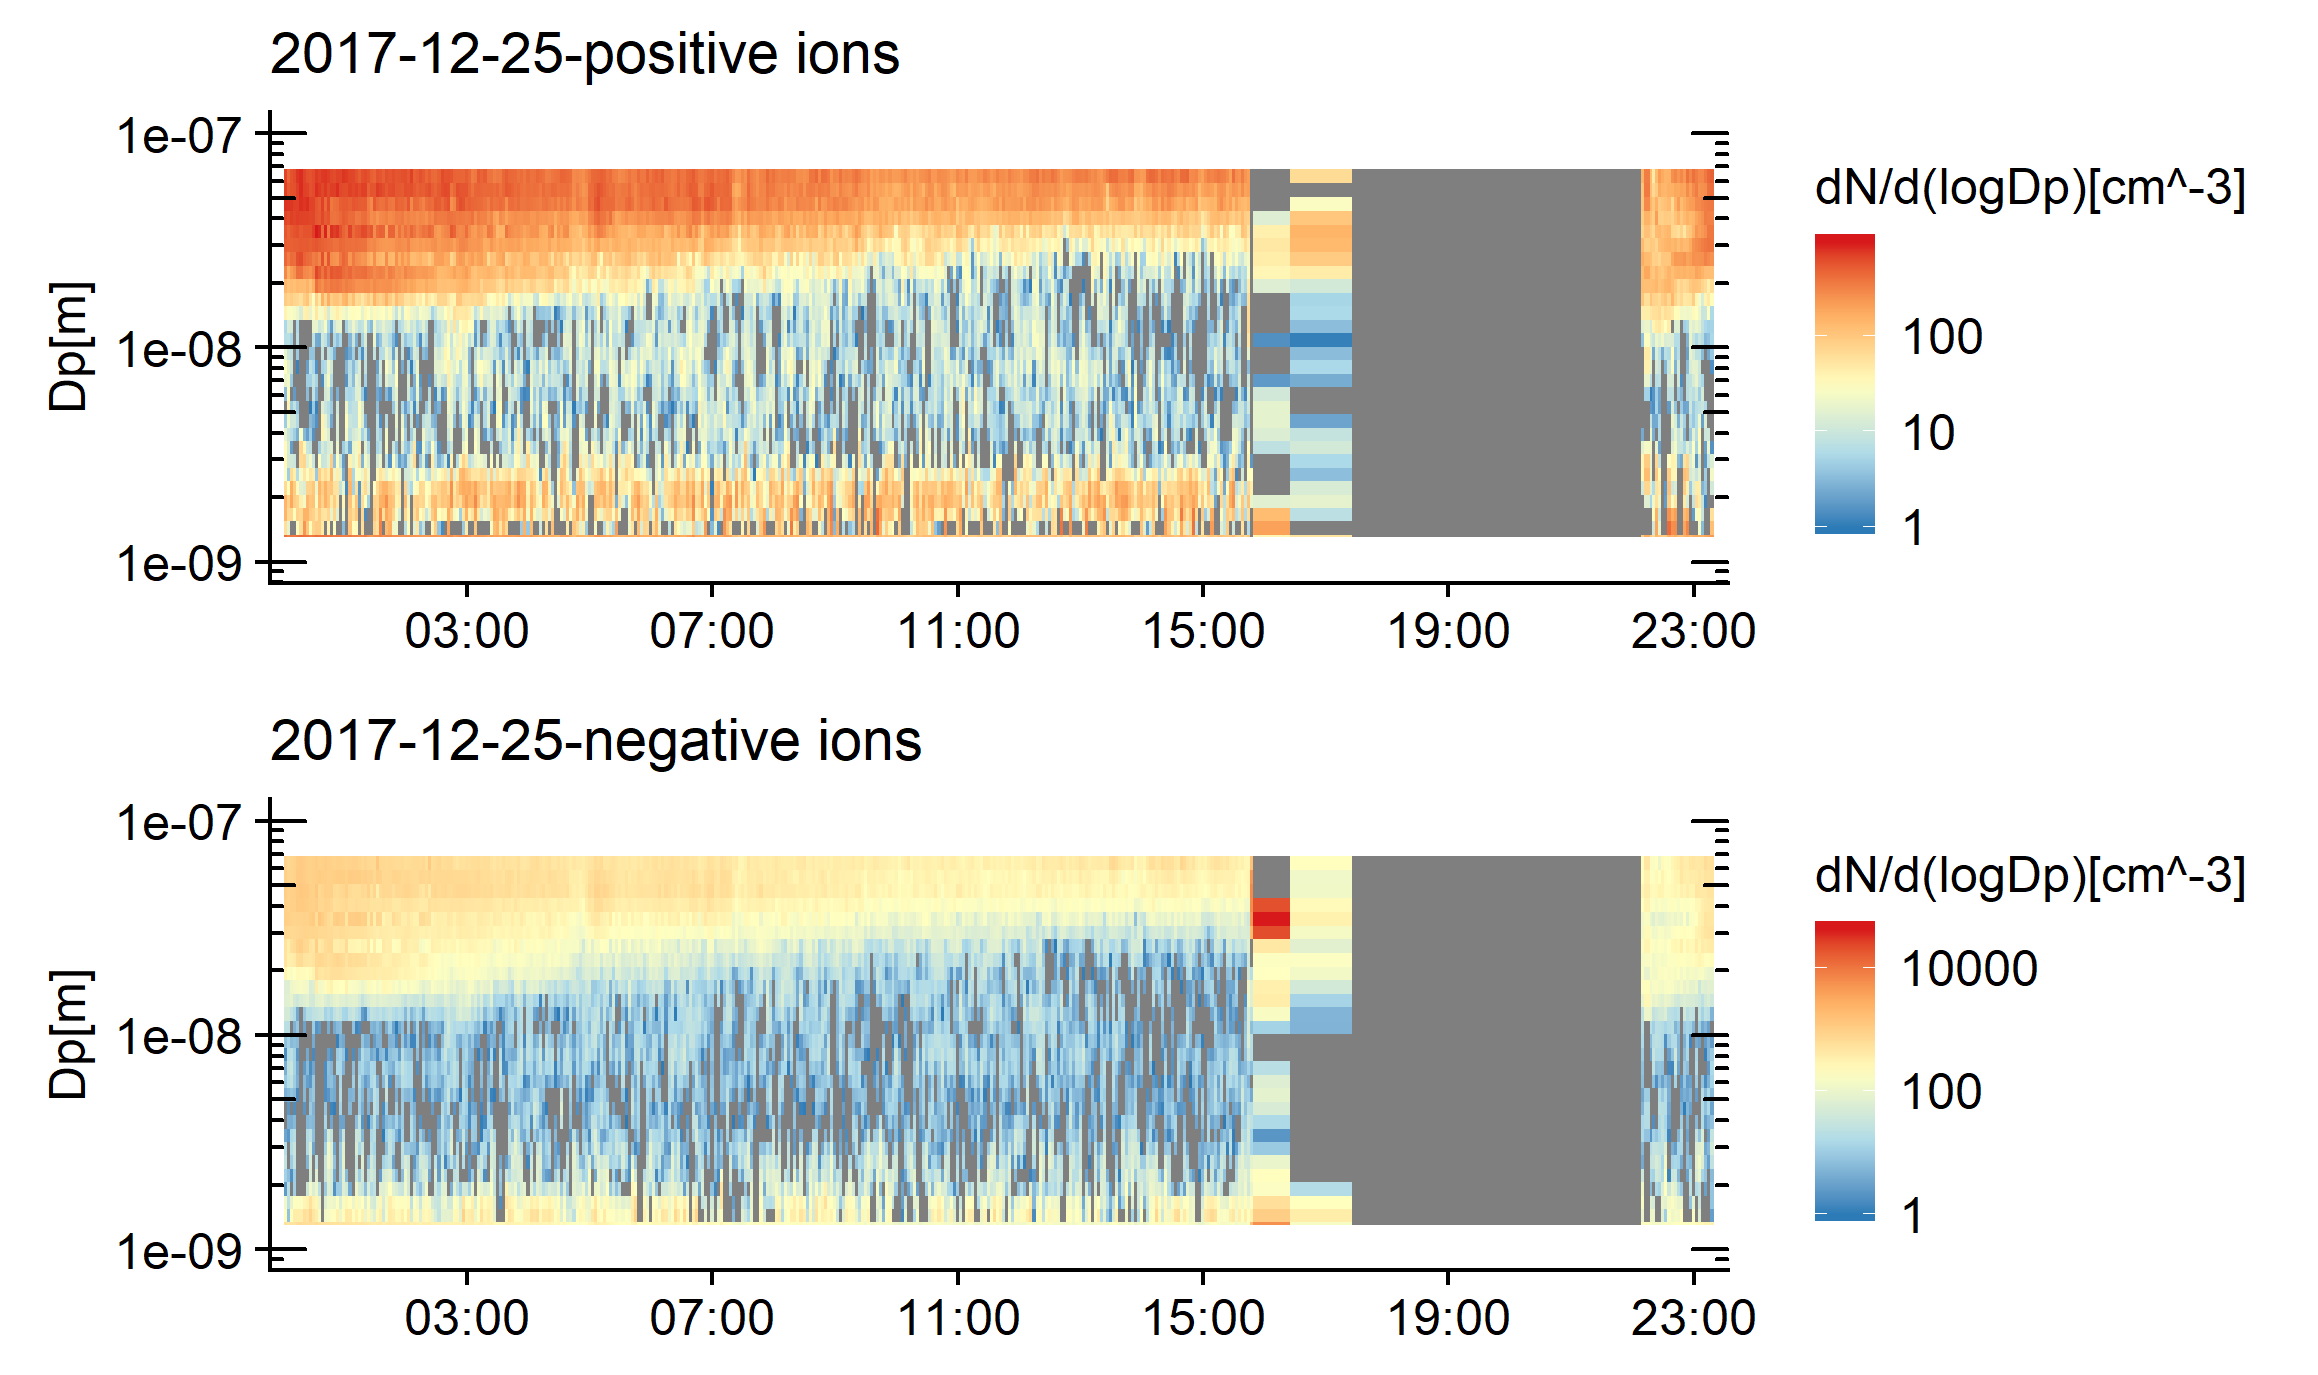 2017-12-25-positive ions
1e-07
1e-08
1e-09
Dp[m]
03:00 07:00 11:00 15:00 19:00 23:00
dN/d(logDp)[cm^-3]
100
10
1
2017-12-25-negative ions
1e-07
1e-08
1e-09
Dp[m]
03:00 07:00 11:00 15:00 19:00 23:00
dN/d(logDp)[cm^-3]
10000
100
1